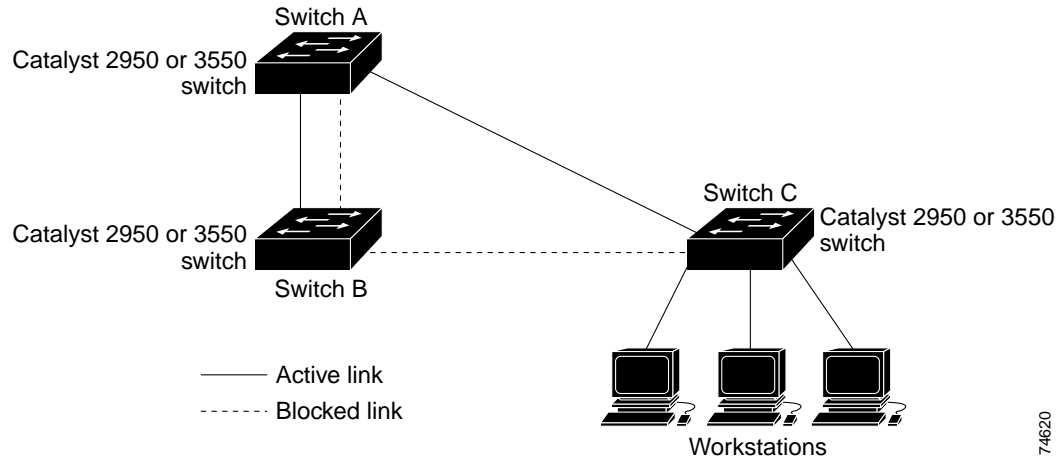 Switch A
Catalyst 2950 or 3550
switch
Switch C
Catalyst 2950 or 3550
switch
Catalyst 2950 or 3550
switch
Switch B
Active link
Blocked link
Workstations
74620